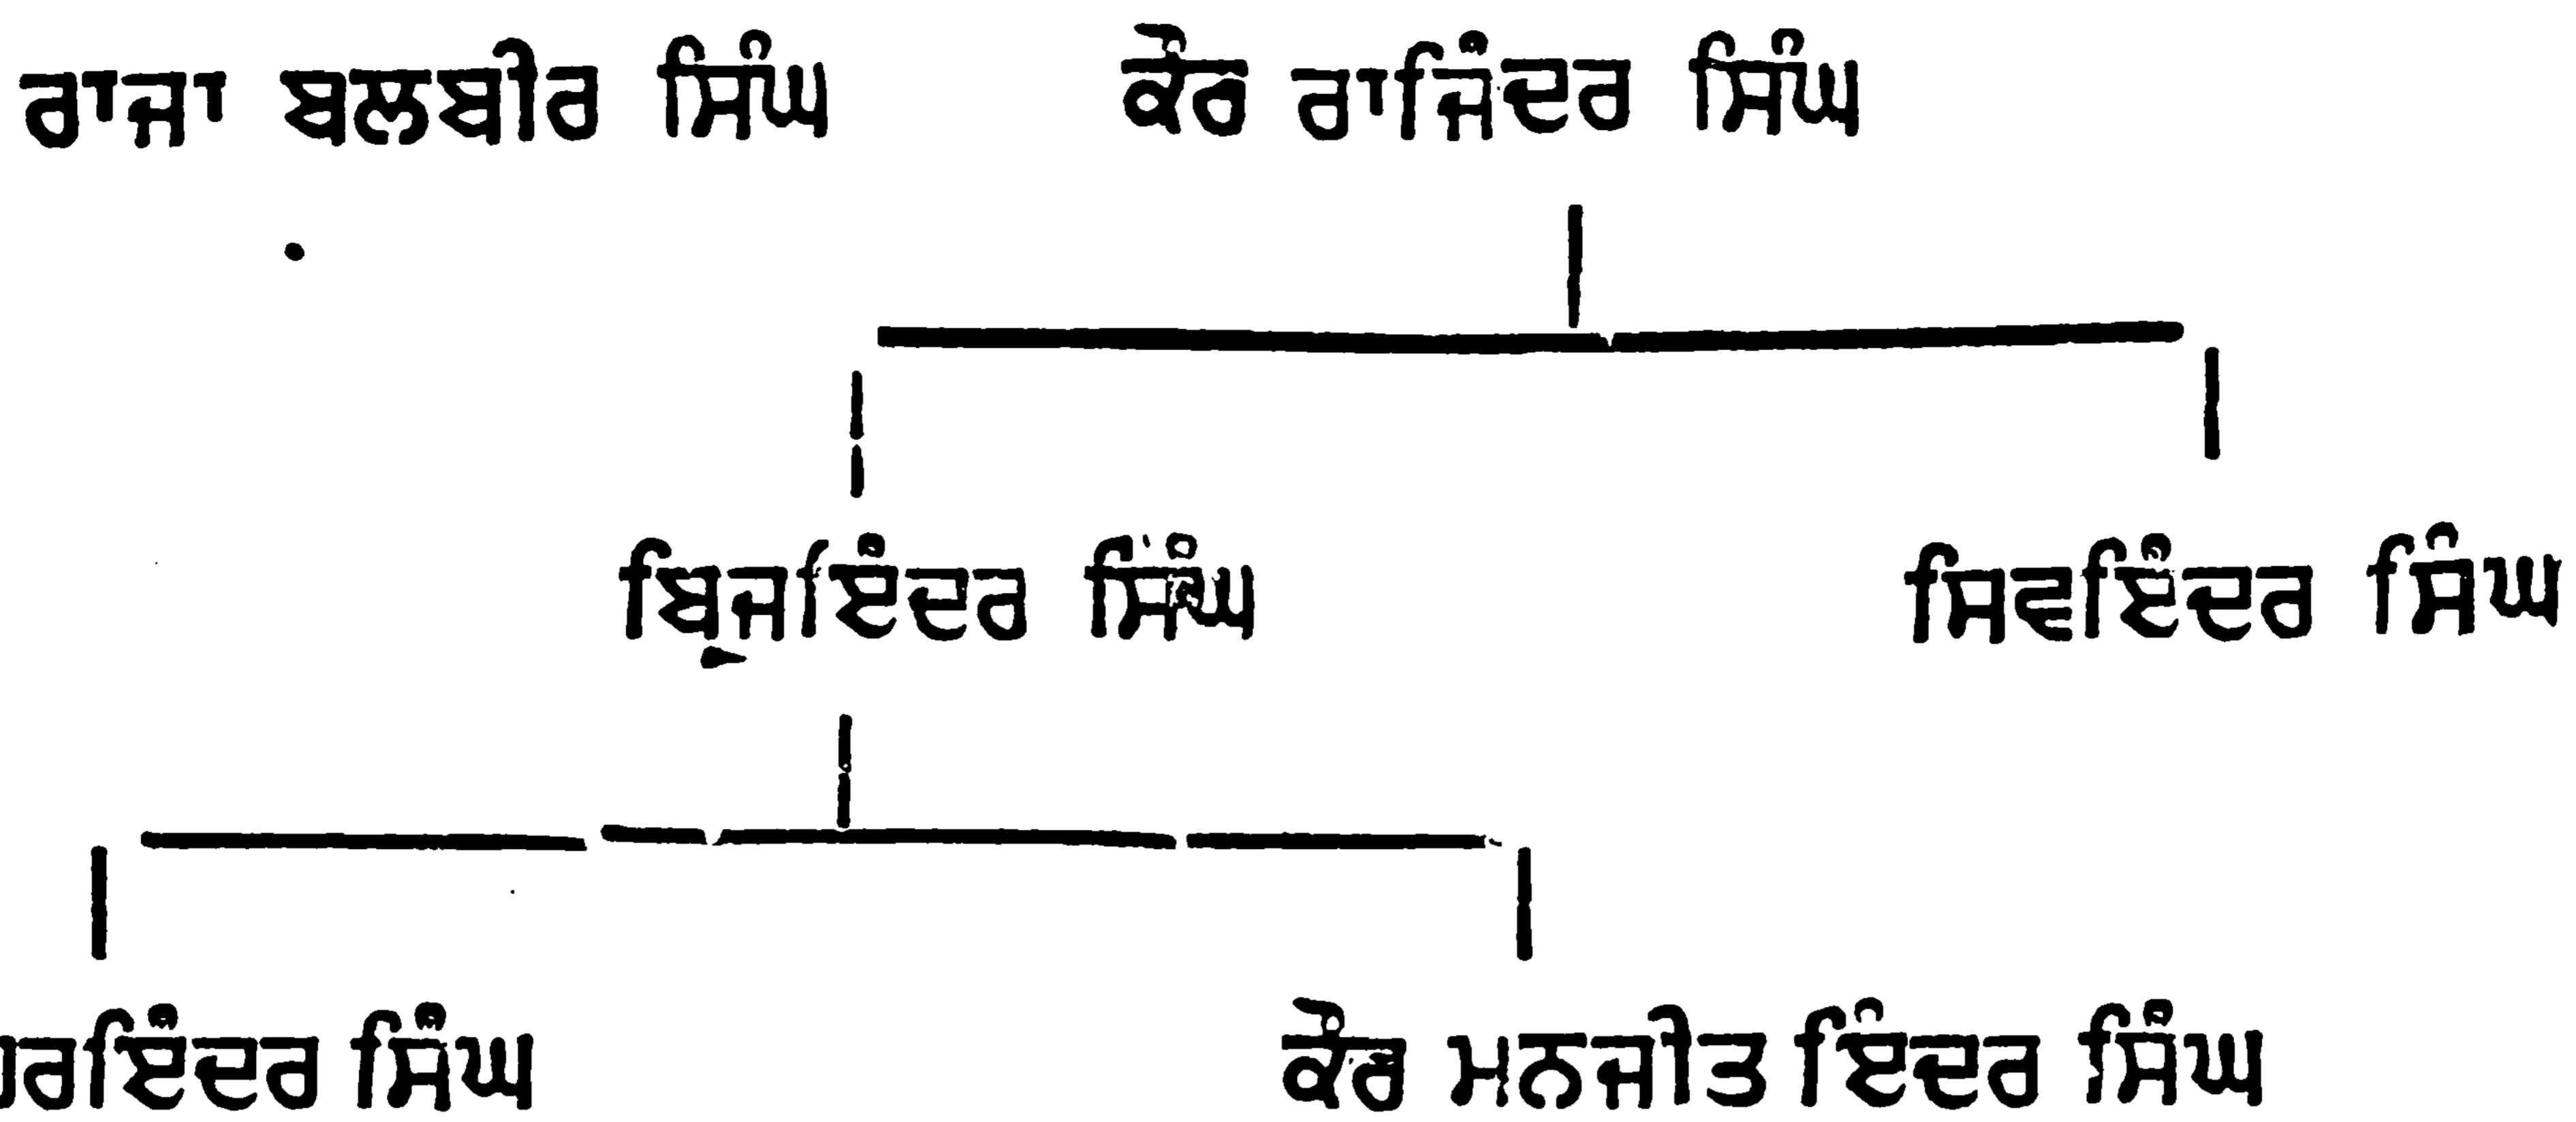 ਰਾਜਾ ਬਲਬੀਰ ਸਿੰਘ ਕੌਰ ਰਾਜਿੰਦਰ ਸਿੰਘ
ਬ੍ਰਿਜਇੰਦਰ ਸਿੰਘ ਸਿਵਇੰਦਰ ਸਿੰਘ
ਸਿੰਘ ਕੌਰ ਮਨਜੀਤ ਇੰਦਰ ਸਿੰਘ